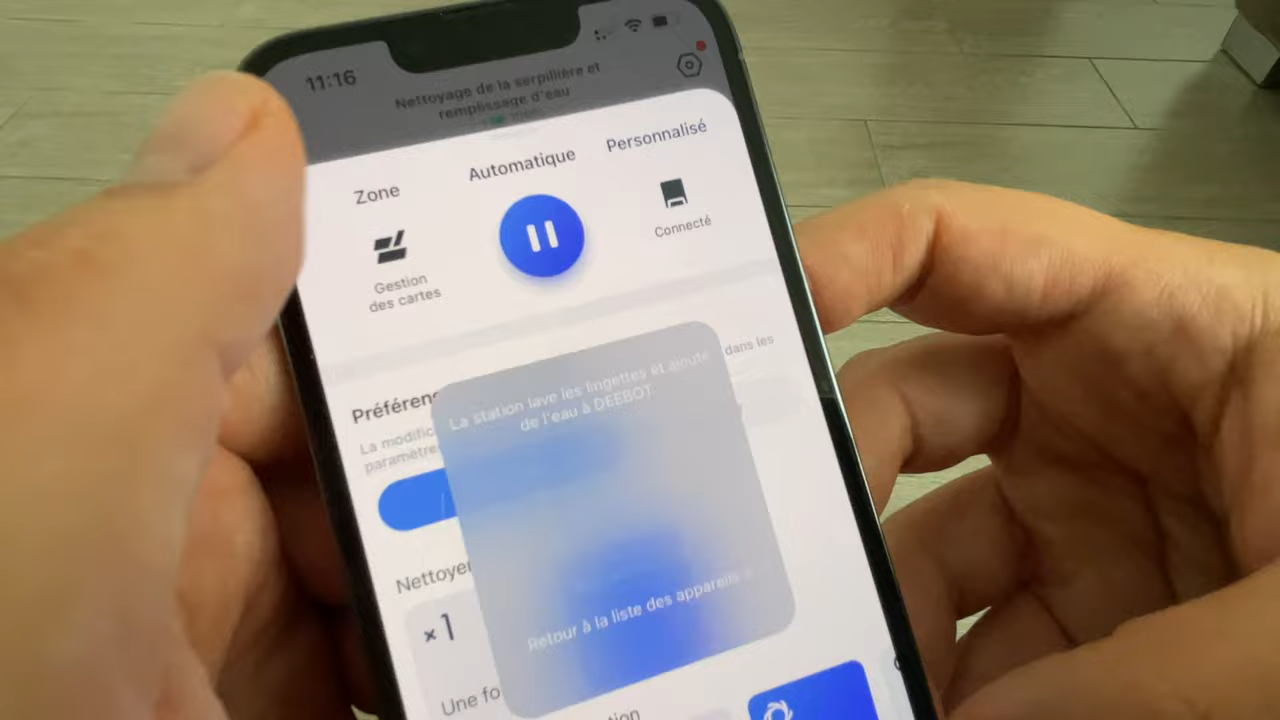 11:16
Nettoyage de la serpillière et
remplissage d'eau
Zone
Automatique
Personnalisé
Gestion
des cartes
Connecté
Préféren
dans les
La modific
paramètre
La station lave les lingettes et ajoute
de l'eau à DEEBOT.
Nettoyer
×1
Retour à la liste des appareils
Une fo
tion